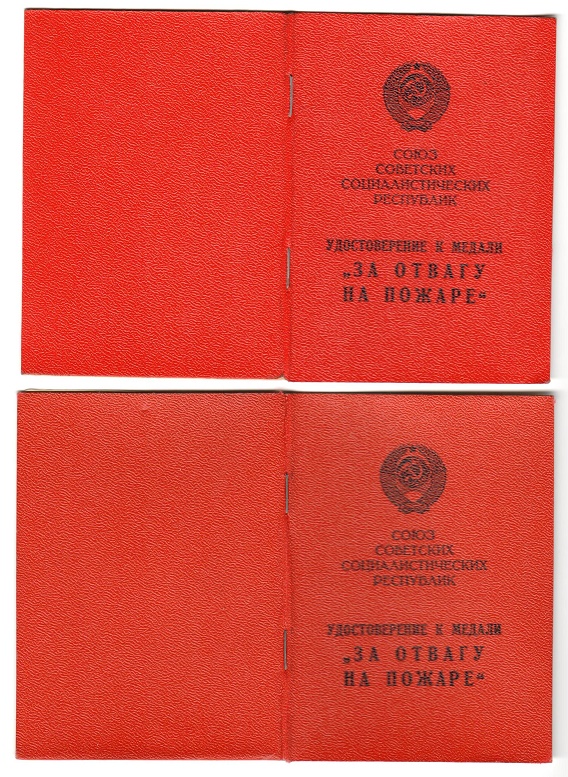 СОЮЗ
СОВЕТСКИХ
СОЦИАЛИСТИЧЕСКИХ
РЕСПУБЛИК
УДОСТОВЕРЕНИЕ К МЕДАЛИ
„ЗА ОТВАГУ
НА ПОЖАРЕ“
СОЮЗ
СОВЕТСКИХ
СОЦИАЛИСТИЧЕСКИХ
РЕСПУБЛИК
УДОСТОВЕРЕНИЕ К МЕДАЛИ
„ЗА ОТВАГУ
НА ПОЖАРЕ“